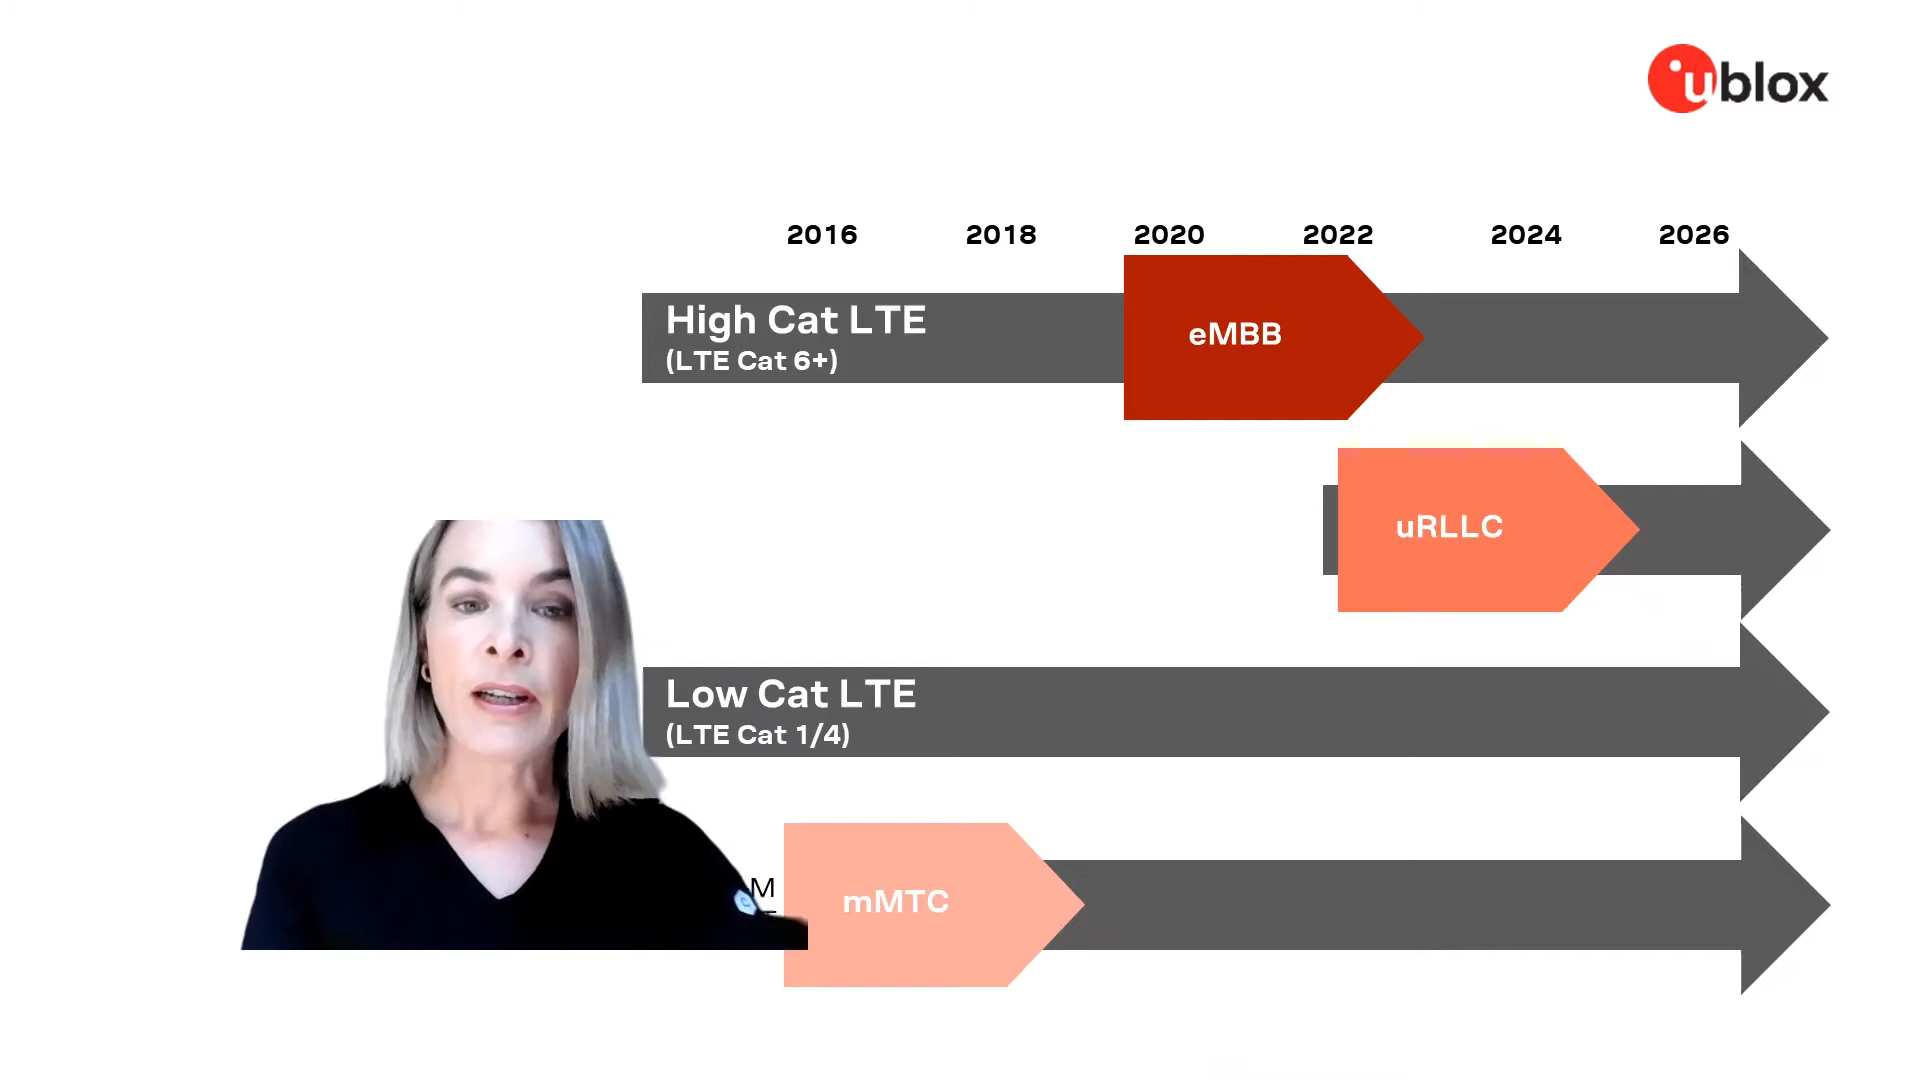 ublox
2016 2018 2020 2022 2024 2026
High Cat LTE
(LTE Cat 6+)
eMBB
uRLLC
Low Cat LTE
(LTE Cat 1/4)
M
mMTC